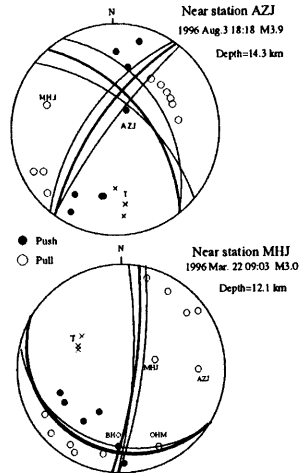 Near station AZJ
1996 Aug.3 18:18 M3.9
Depth=14.3 km
N
MHJ
AZJ
T
Push
Pull
Near station MHJ
1996 Mar. 22 09:03 M3.0
Depth=12.1 km
N
T
MHJ
AZJ
BHO
OHM